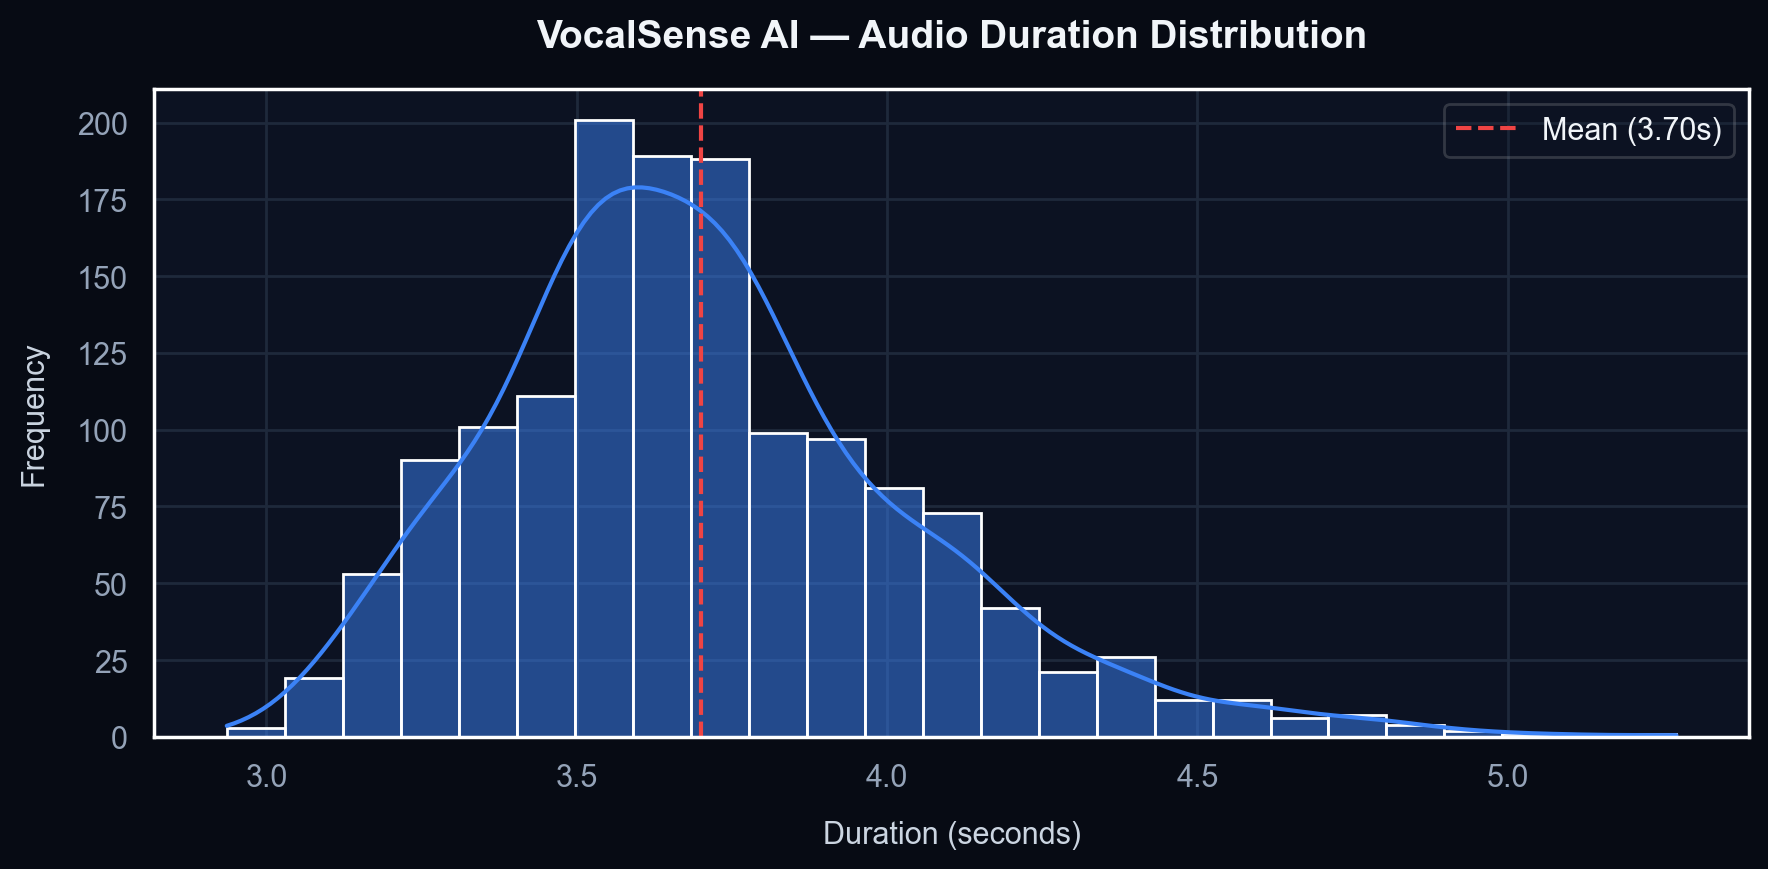 VocalSense AI — Audio Duration Distribution
Mean (3.70s)
200
175
150
125
100
75
50
25
0
Frequency
3.0 3.5 4.0 4.5 5.0
Duration (seconds)